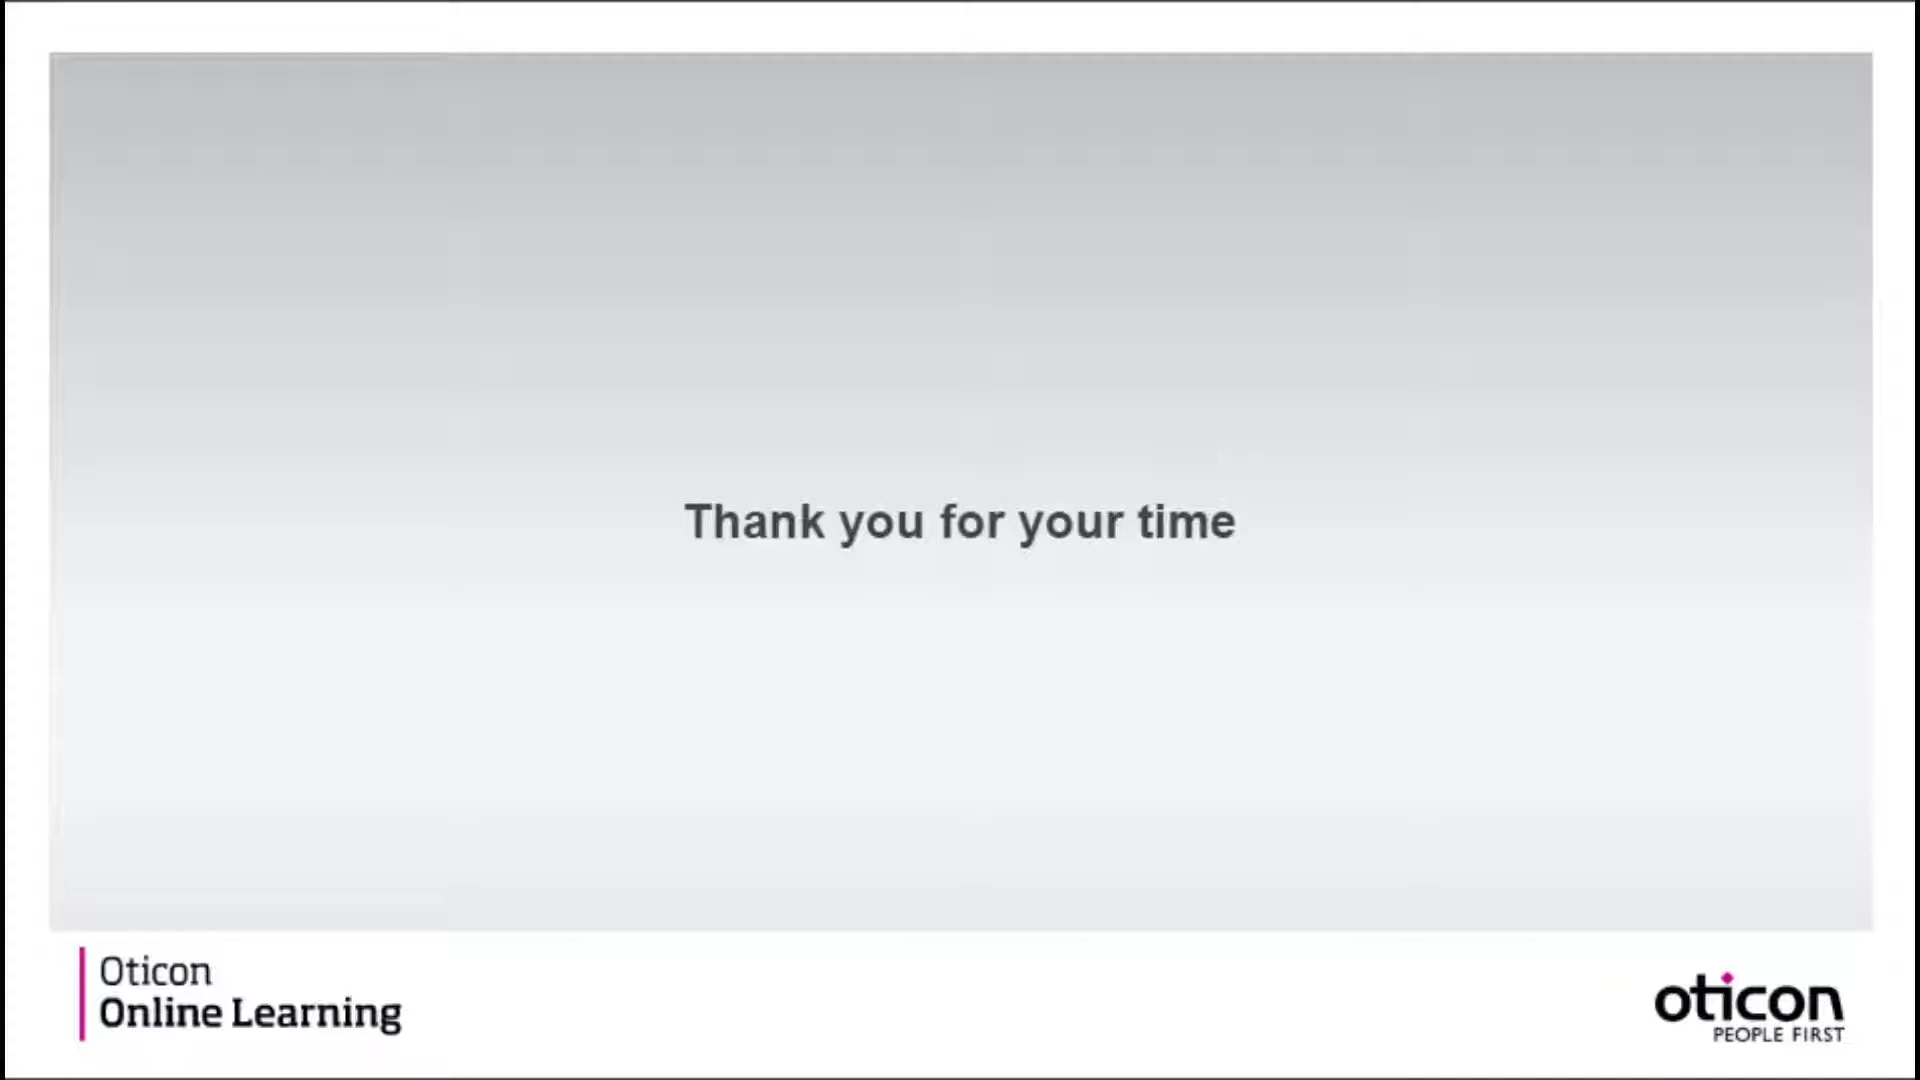 Thank you for your time
Oticon
Online Learning
oticon
PEOPLE FIRST